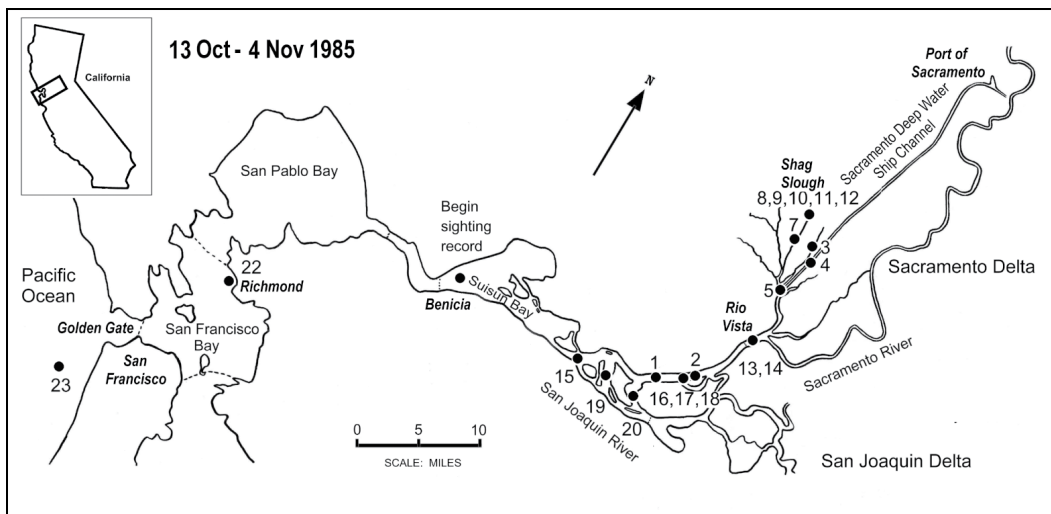 13 Oct - 4 Nov 1985
California
N
Port of
Sacramento
Sacramento Deep Water
Ship Channel
Shag
Slough
8,9,10,11,12
7
3
4
5
Sacramento Delta
San Pablo Bay
Begin
sighting
record
22
Richmond
Pacific
Ocean
Suisun Bay
Benicia
Golden Gate
San Francisco
Bay
San
Francisco
23
Rio
Vista
13,14
Sacramento River
15
1
2
16,17,18
19
20
San Joaquin River
0
5
10
SCALE: MILES
San Joaquin Delta